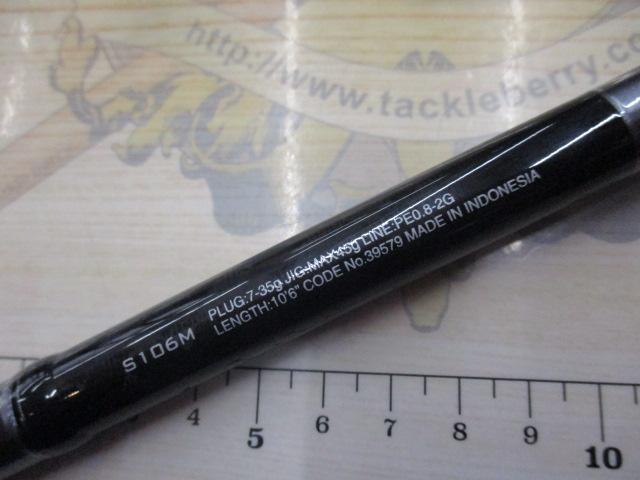 http://www.tackleberry.co
S106M
PLUG:7-35g JIG:MAX45g LINE:PE0.8-2G
LENGTH:10'6" CODE No.39579 MADE IN INDONESIA
4 5 6 7 8 9 10